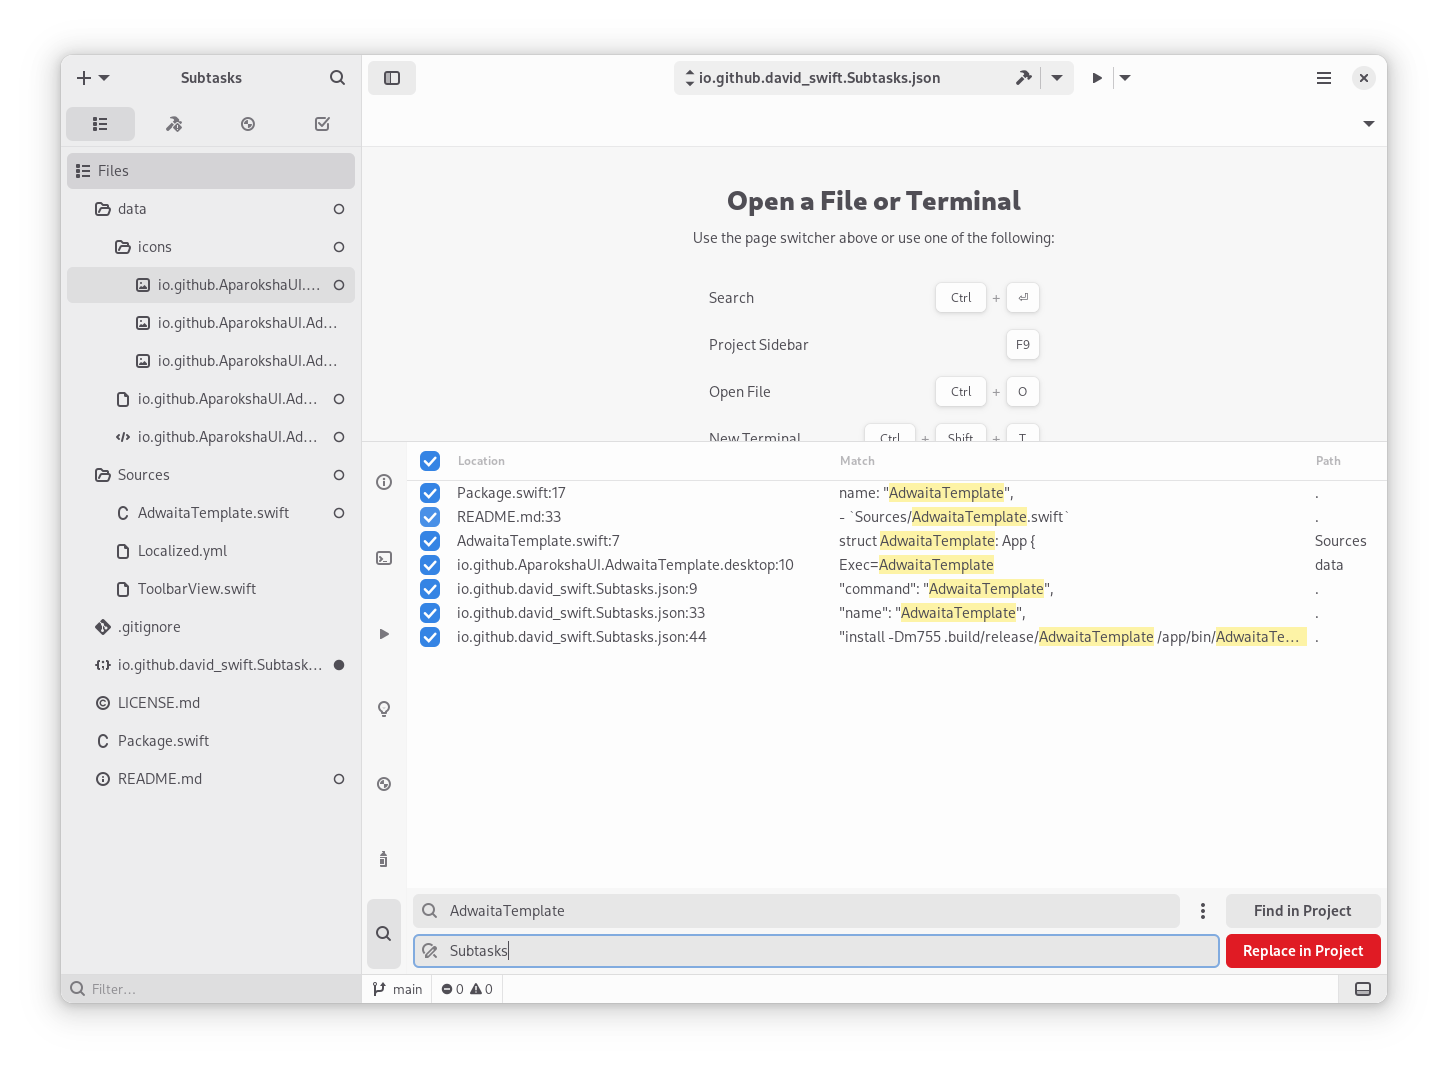 Subtasks
io.github.david_swift.Subtasks.json
Files
data
icons
io.github.AparokshaUI....
io.github.AparokshaUI.Ad...
io.github.AparokshaUI.Ad...
io.github.AparokshaUI.Ad...
io.github.AparokshaUI.Ad...
Sources
AdwaitaTemplate.swift
Localized.yml
ToolbarView.swift
.gitignore
io.github.david_swift.Subtask...
LICENSE.md
Package.swift
README.md
Filter...
Open a File or Terminal
Use the page switcher above or use one of the following:
Search Ctrl + ⏎
Project Sidebar F9
Open File Ctrl + O
New Terminal Ctrl + Shift + T
Location Match Path
Package.swift:17 name: "AdwaitaTemplate", .
README.md:33 - `Sources/AdwaitaTemplate.swift` .
AdwaitaTemplate.swift:7 struct AdwaitaTemplate: App { Sources
io.github.AparokshaUI.AdwaitaTemplate.desktop:10 Exec=AdwaitaTemplate data
io.github.david_swift.Subtasks.json:9 "command": "AdwaitaTemplate", .
io.github.david_swift.Subtasks.json:33 "name": "AdwaitaTemplate", .
io.github.david_swift.Subtasks.json:44 "install -Dm755 .build/release/AdwaitaTemplate /app/bin/AdwaitaTe... .
AdwaitaTemplate Find in Project
Subtasks Replace in Project
main 0 0